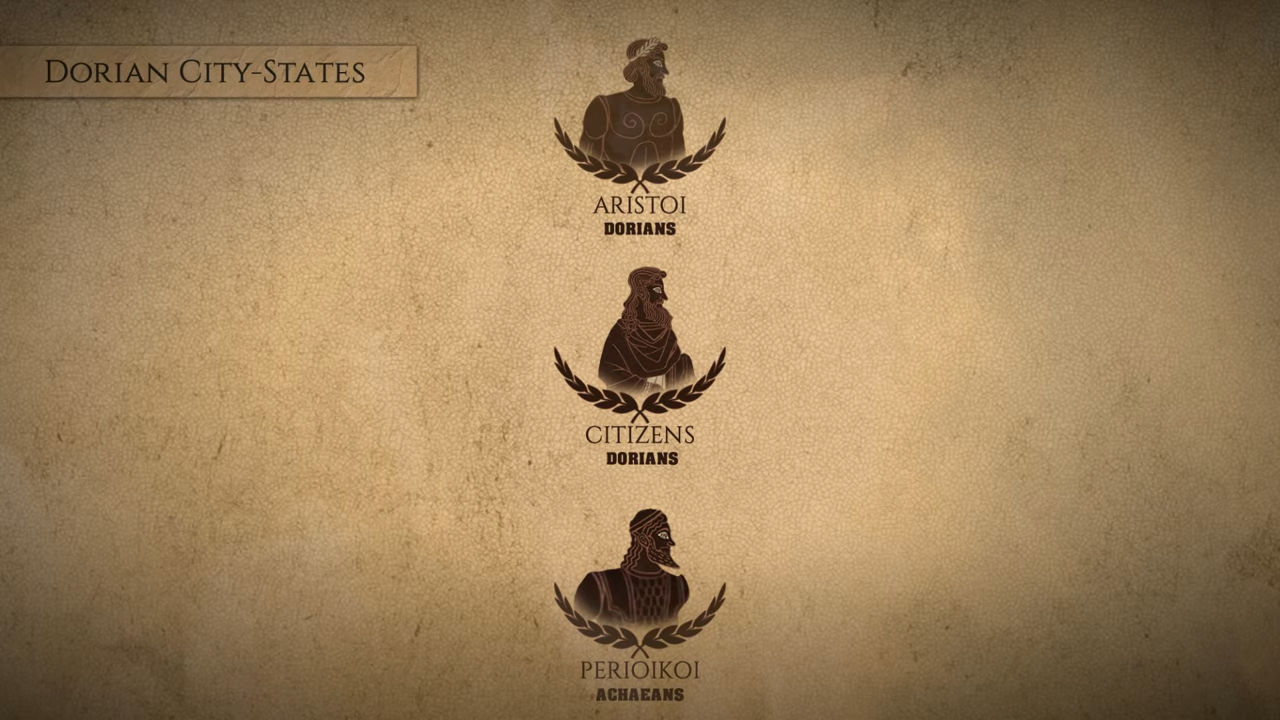 Dorian City-States
ARISTOI
DORIANS
CITIZENS
DORIANS
PERIOIKOI
ACHAEANS